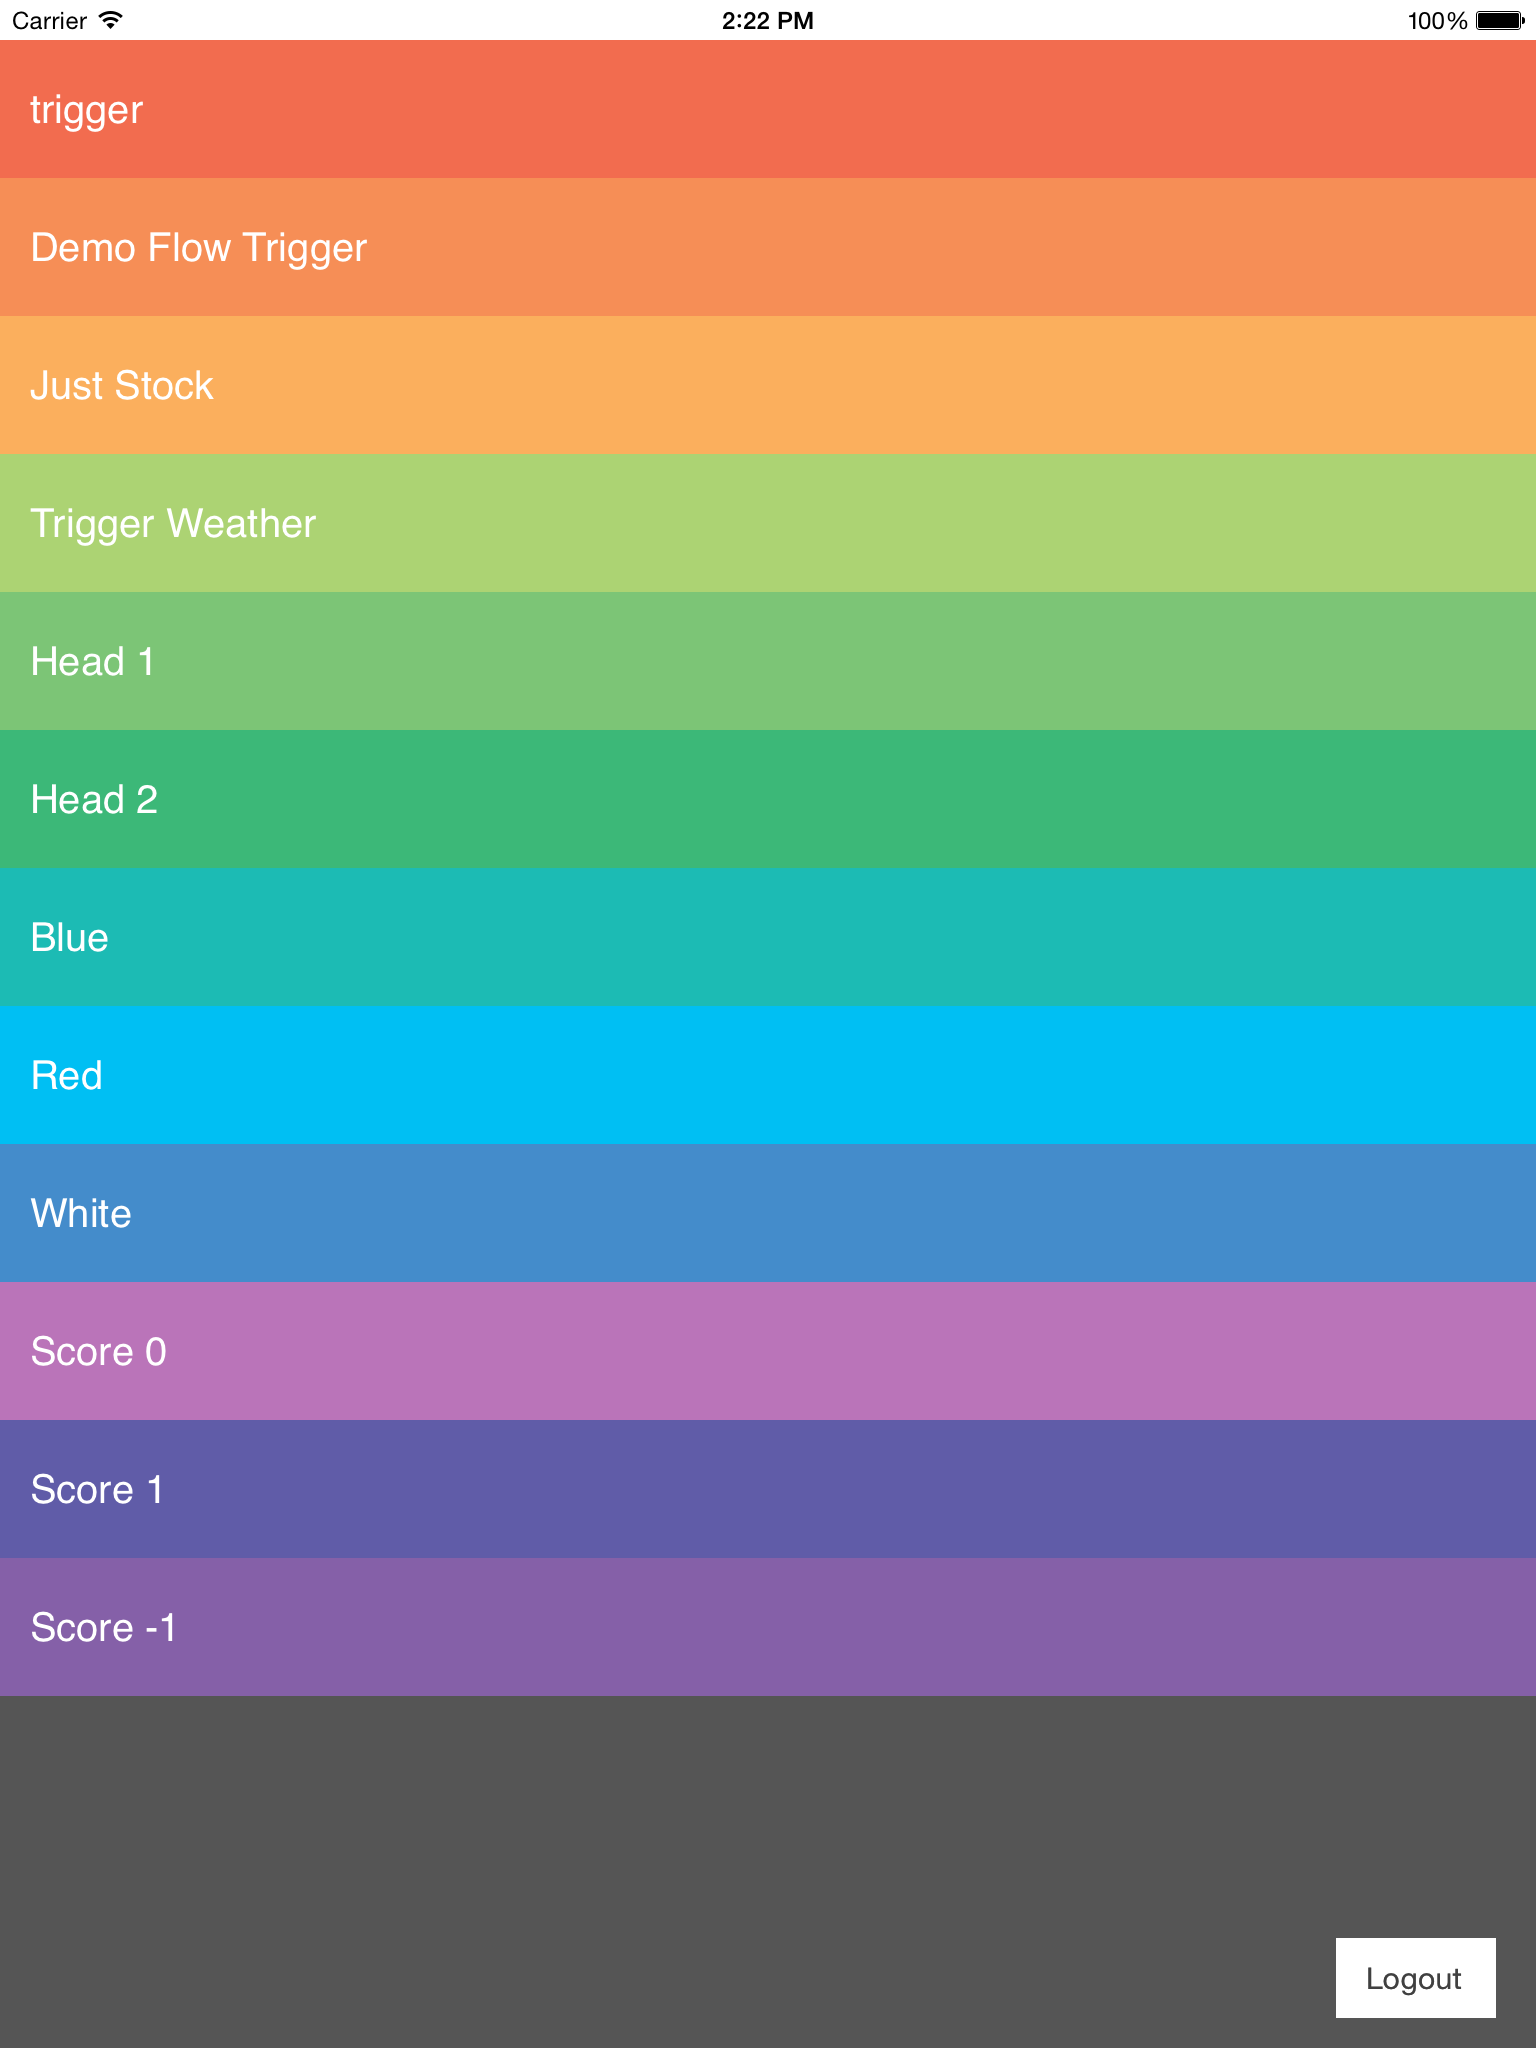 Carrier 2:22 PM 100%
trigger
Demo Flow Trigger
Just Stock
Trigger Weather
Head 1
Head 2
Blue
Red
White
Score 0
Score 1
Score -1
Logout